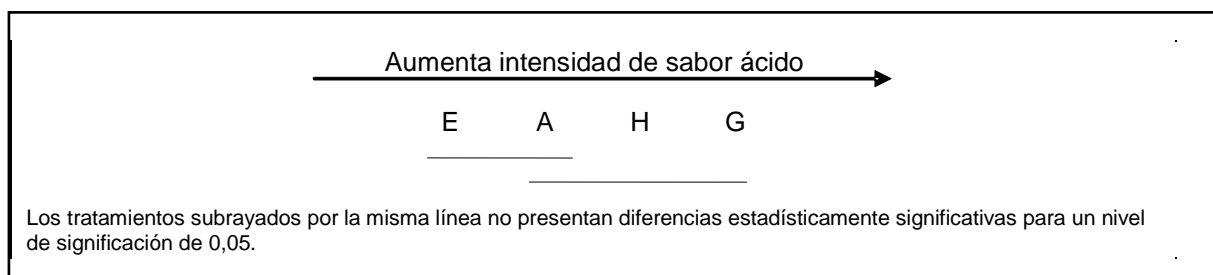 Aumenta intensidad de sabor ácido
E A H G
Los tratamientos subrayados por la misma línea no presentan diferencias estadísticamente significativas para un nivel
de significación de 0,05.